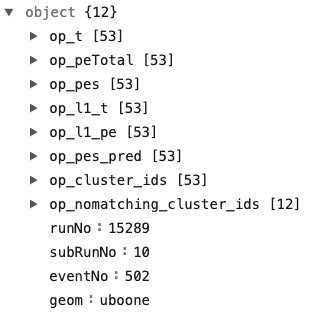 object {12}
op_t [53]
op_peTotal [53]
op_pes [53]
op_l1_t [53]
op_l1_pe [53]
op_pes_pred [53]
op_cluster_ids [53]
op_nomatching_cluster_ids [12]
runNo : 15289
subRunNo : 10
eventNo : 502
geom : uboone